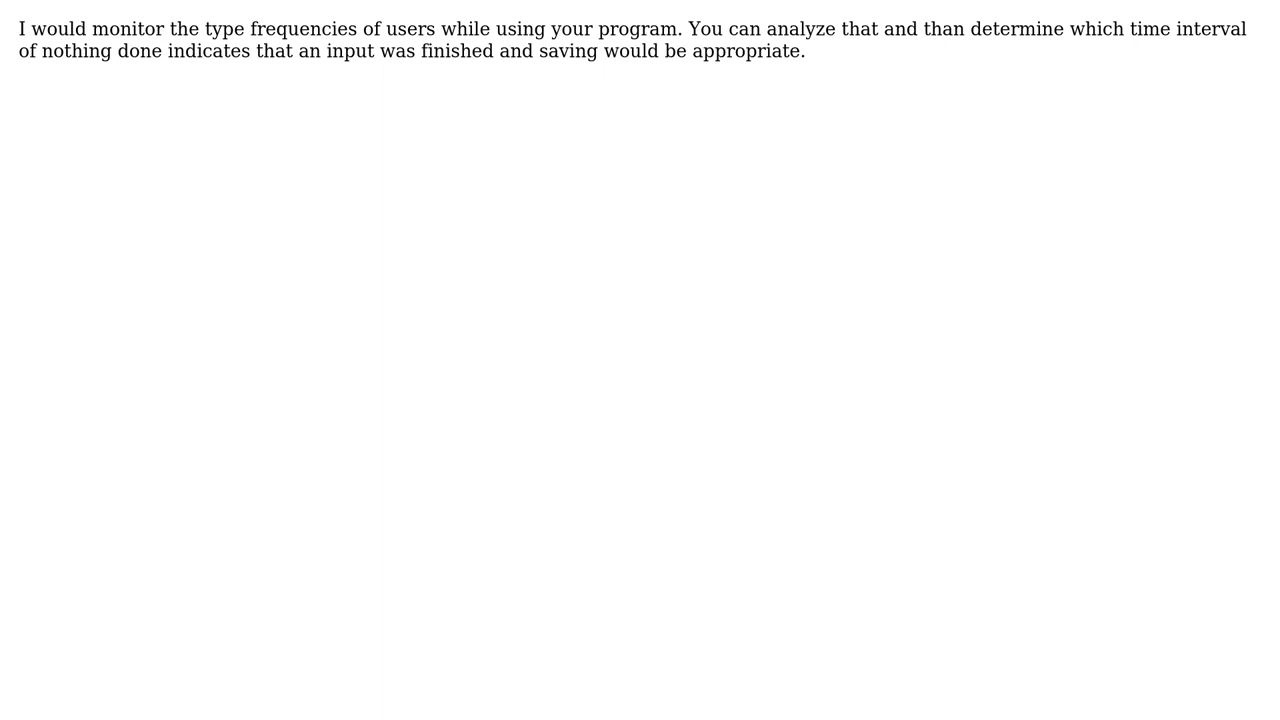 I would monitor the type frequencies of users while using your program. You can analyze that and than determine which time interval
of nothing done indicates that an input was finished and saving would be appropriate.